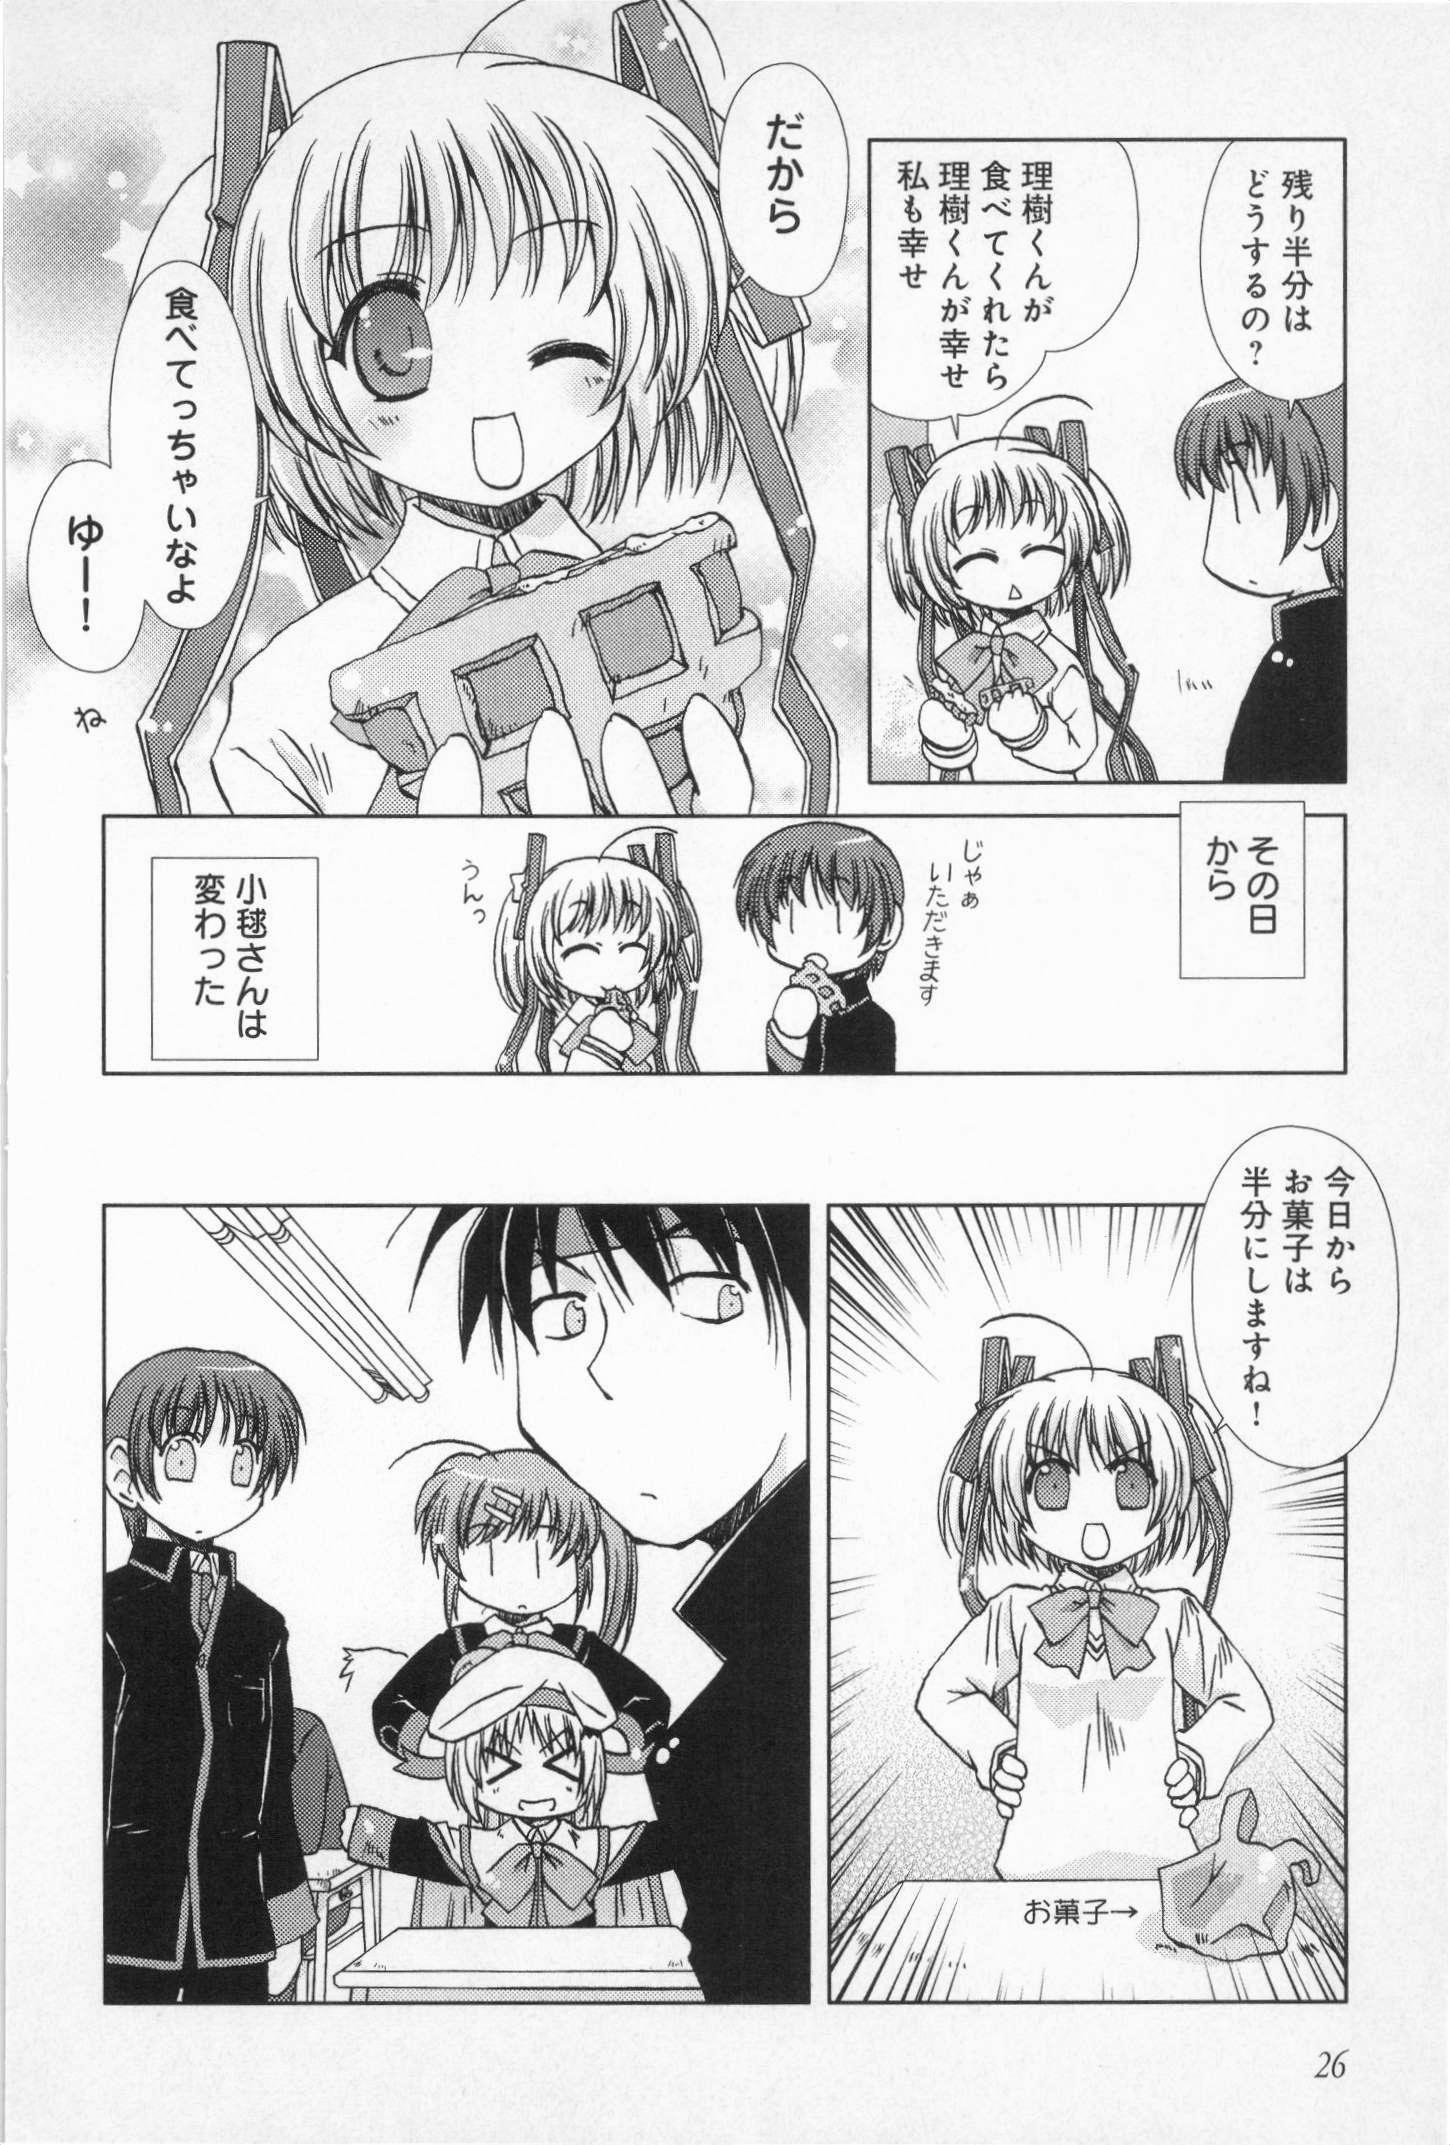 残り半分は
どうするの?
理樹くんが
食べてくれたら
理樹くんが幸せ
私も幸せ
だから
食べてっちゃいなよ
ゆー!
ね
その日
から
じゃぁ
いただきます
うんっ
小毬さんは
変わった
今日から
お菓子は
半分にしますね!
お菓子→
26